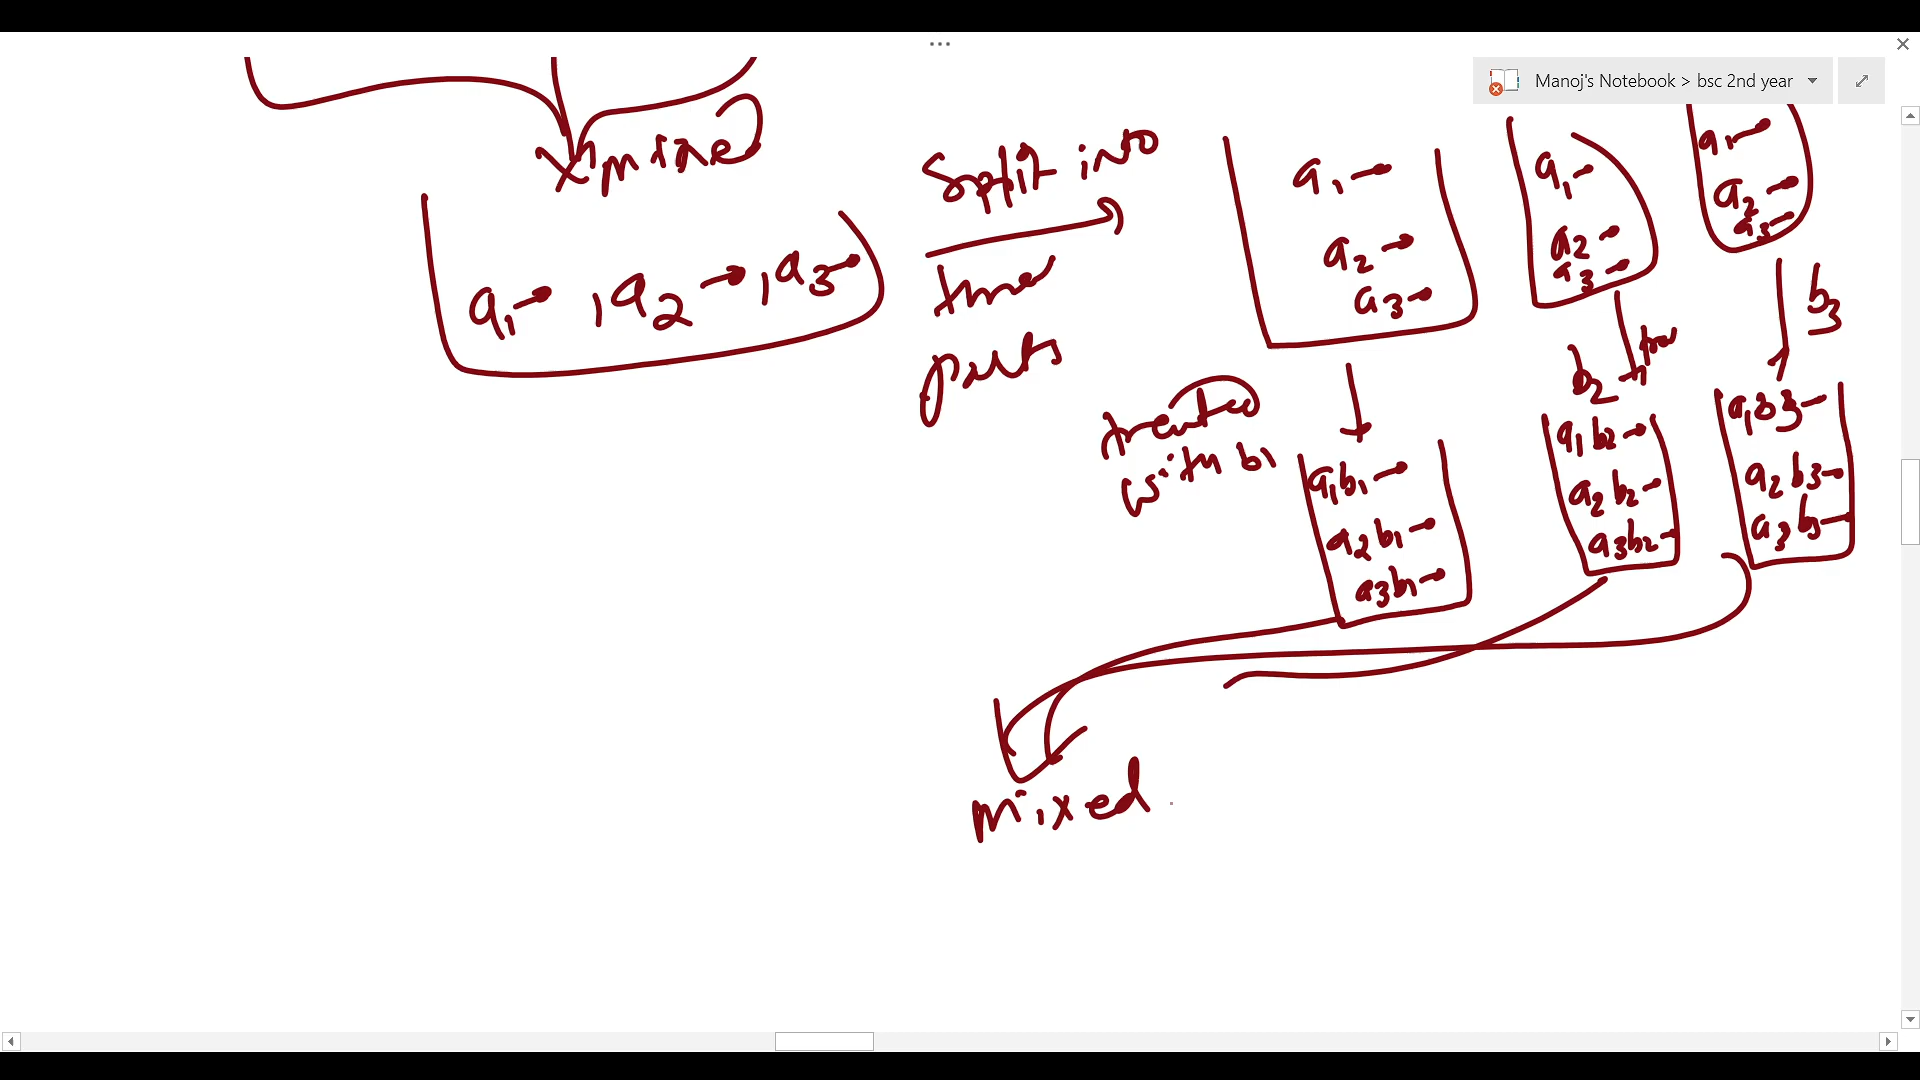 Manoj's Notebook > bsc 2nd year
mixed
a1
, a2
, a3
Split into
three
parts
a1
a2
a3
a1
a2
a3
a1
a2
a3
treated
with b1
b2
b3
a1b1
a2b1
a3b1
a1b2
a2b2
a3b2
a1b3
a2b3
a3b3
mixed